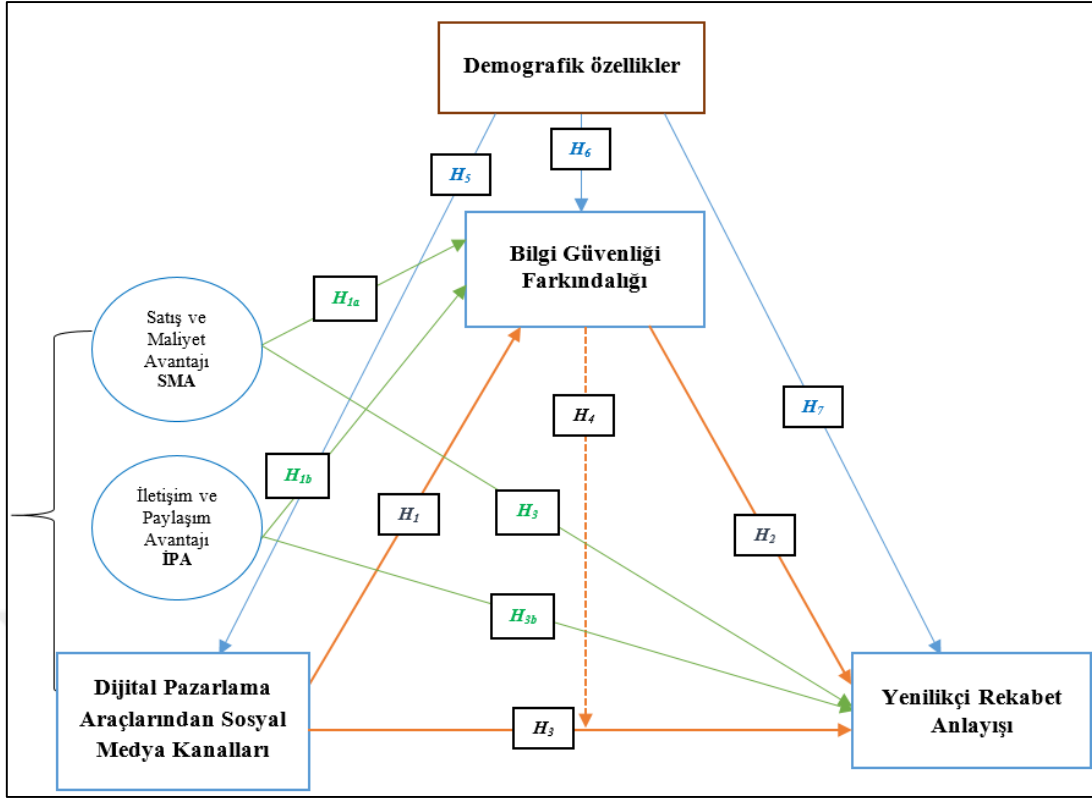 Demografik özellikler
H5
H6
Bilgi Güvenliği
Farkındalığı
H1a
Satış ve
Maliyet
Avantajı
SMA
H4
H7
H1b
İletişim ve
Paylaşım
Avantajı
İPA
H1
H3
H2
H3b
Dijital Pazarlama
Araçlarından Sosyal
Medya Kanalları
H3
Yenilikçi Rekabet
Anlayışı